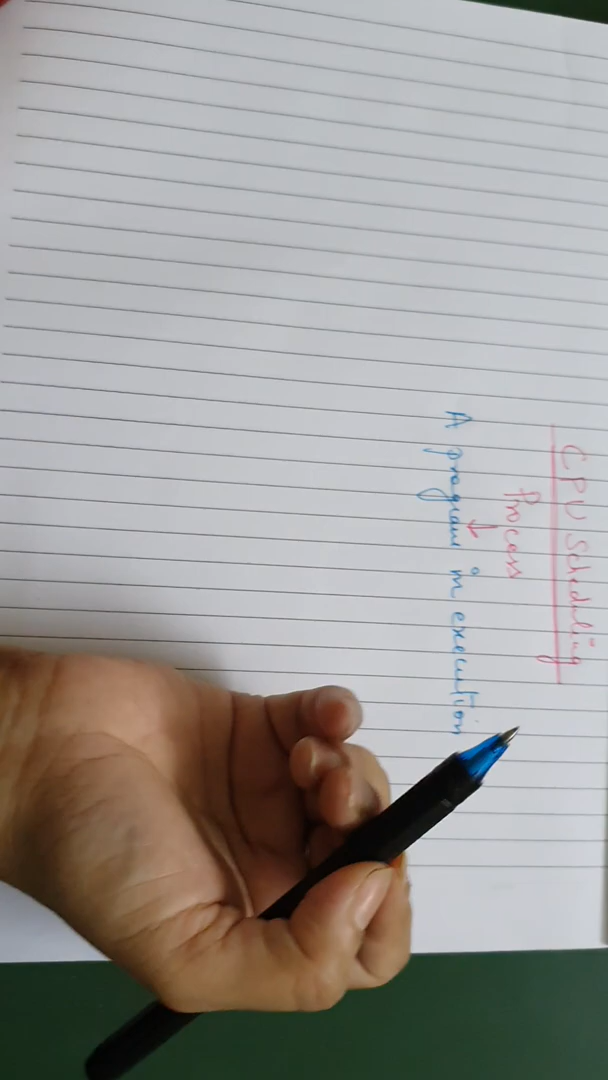 CPU Scheduling
Process
↓
A program in execution